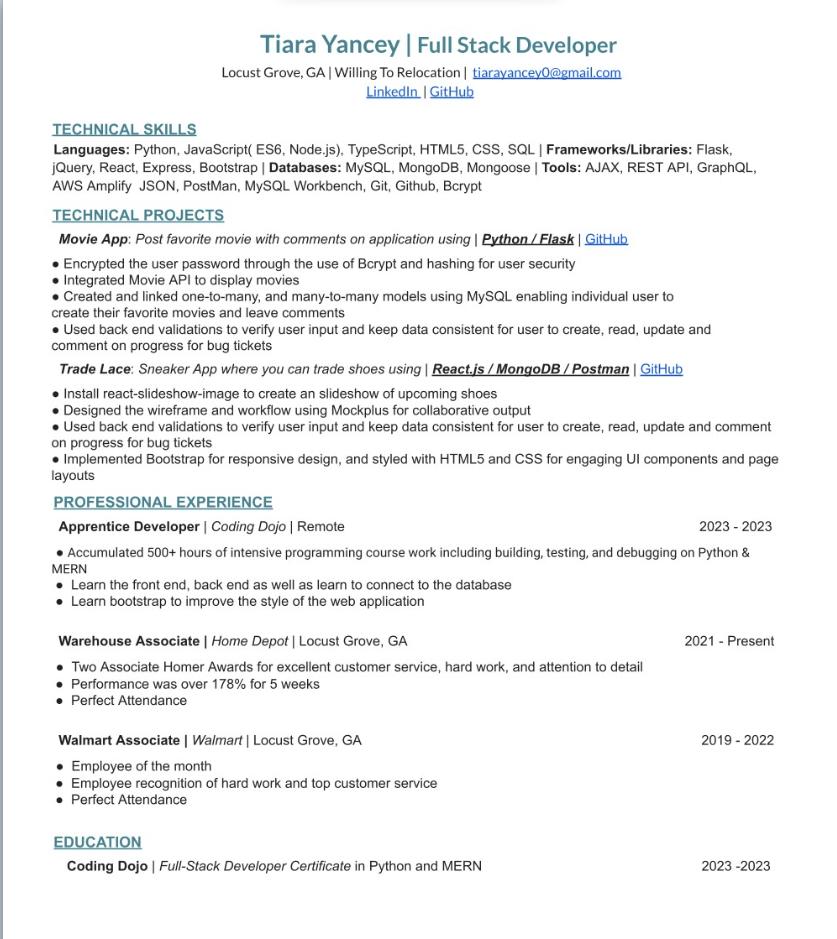 Tiara Yancey | Full Stack Developer
Locust Grove, GA | Willing To Relocation | tiarayancey0@gmail.com
LinkedIn | GitHub
TECHNICAL SKILLS
Languages: Python, JavaScript( ES6, Node.js), TypeScript, HTML5, CSS, SQL | Frameworks/Libraries: Flask,
jQuery, React, Express, Bootstrap | Databases: MySQL, MongoDB, Mongoose | Tools: AJAX, REST API, GraphQL,
AWS Amplify JSON, PostMan, MySQL Workbench, Git, Github, Bcrypt
TECHNICAL PROJECTS
Movie App: Post favorite movie with comments on application using | Python / Flask | GitHub
● Encrypted the user password through the use of Bcrypt and hashing for user security
● Integrated Movie API to display movies
● Created and linked one-to-many, and many-to-many models using MySQL enabling individual user to
create their favorite movies and leave comments
● Used back end validations to verify user input and keep data consistent for user to create, read, update and
comment on progress for bug tickets
Trade Lace: Sneaker App where you can trade shoes using | React.js / MongoDB / Postman | GitHub
● Install react-slideshow-image to create an slideshow of upcoming shoes
● Designed the wireframe and workflow using Mockplus for collaborative output
● Used back end validations to verify user input and keep data consistent for user to create, read, update and comment
on progress for bug tickets
● Implemented Bootstrap for responsive design, and styled with HTML5 and CSS for engaging UI components and page
layouts
PROFESSIONAL EXPERIENCE
Apprentice Developer | Coding Dojo | Remote 2023 - 2023
● Accumulated 500+ hours of intensive programming course work including building, testing, and debugging on Python &
MERN
● Learn the front end, back end as well as learn to connect to the database
● Learn bootstrap to improve the style of the web application
Warehouse Associate | Home Depot | Locust Grove, GA 2021 - Present
● Two Associate Homer Awards for excellent customer service, hard work, and attention to detail
● Performance was over 178% for 5 weeks
● Perfect Attendance
Walmart Associate | Walmart | Locust Grove, GA 2019 - 2022
● Employee of the month
● Employee recognition of hard work and top customer service
● Perfect Attendance
EDUCATION
Coding Dojo | Full-Stack Developer Certificate in Python and MERN 2023 -2023